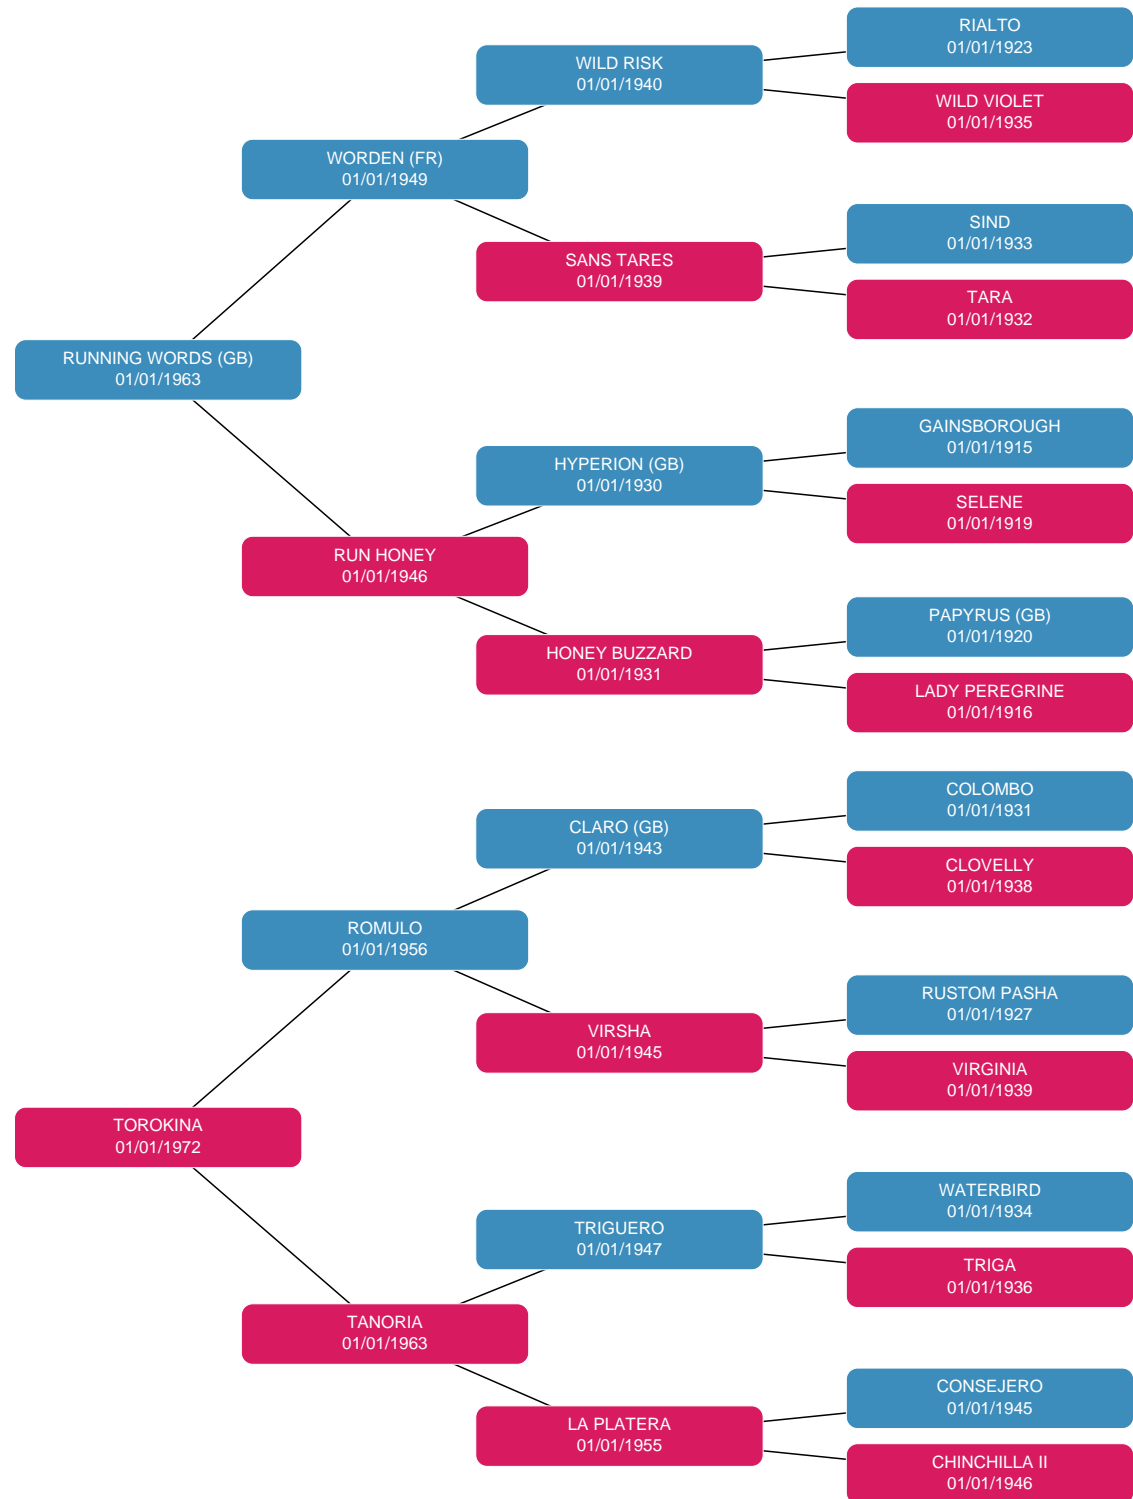 RIALTO
01/01/1923
WILD RISK
01/01/1940
WILD VIOLET
01/01/1935
WORDEN (FR)
01/01/1949
SIND
01/01/1933
SANS TARES
01/01/1939
TARA
01/01/1932
RUNNING WORDS (GB)
01/01/1963
GAINSBOROUGH
01/01/1915
HYPERION (GB)
01/01/1930
SELENE
01/01/1919
RUN HONEY
01/01/1946
PAPYRUS (GB)
01/01/1920
HONEY BUZZARD
01/01/1931
LADY PEREGRINE
01/01/1916
COLOMBO
01/01/1931
CLARO (GB)
01/01/1943
CLOVELLY
01/01/1938
ROMULO
01/01/1956
RUSTOM PASHA
01/01/1927
VIRSHA
01/01/1945
VIRGINIA
01/01/1939
TOROKINA
01/01/1972
WATERBIRD
01/01/1934
TRIGUERO
01/01/1947
TRIGA
01/01/1936
TANORIA
01/01/1963
CONSEJERO
01/01/1945
LA PLATERA
01/01/1955
CHINCHILLA II
01/01/1946